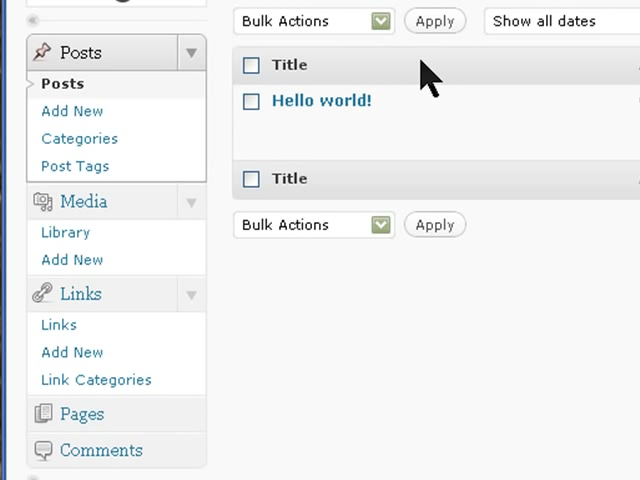 Posts
Posts
Add New
Categories
Post Tags
Media
Library
Add New
Links
Links
Add New
Link Categories
Pages
Comments
Bulk Actions Apply Show all dates
Title
Hello world!
Title
Bulk Actions Apply